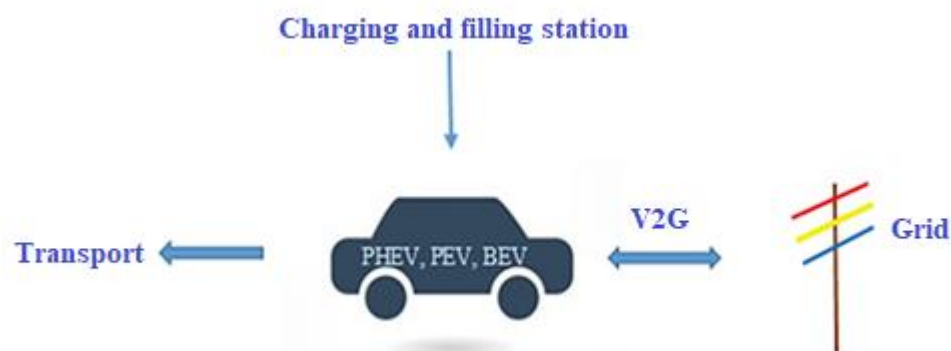 Charging and filling station
V2G
Transport
PHEV, PEV, BEV
Grid